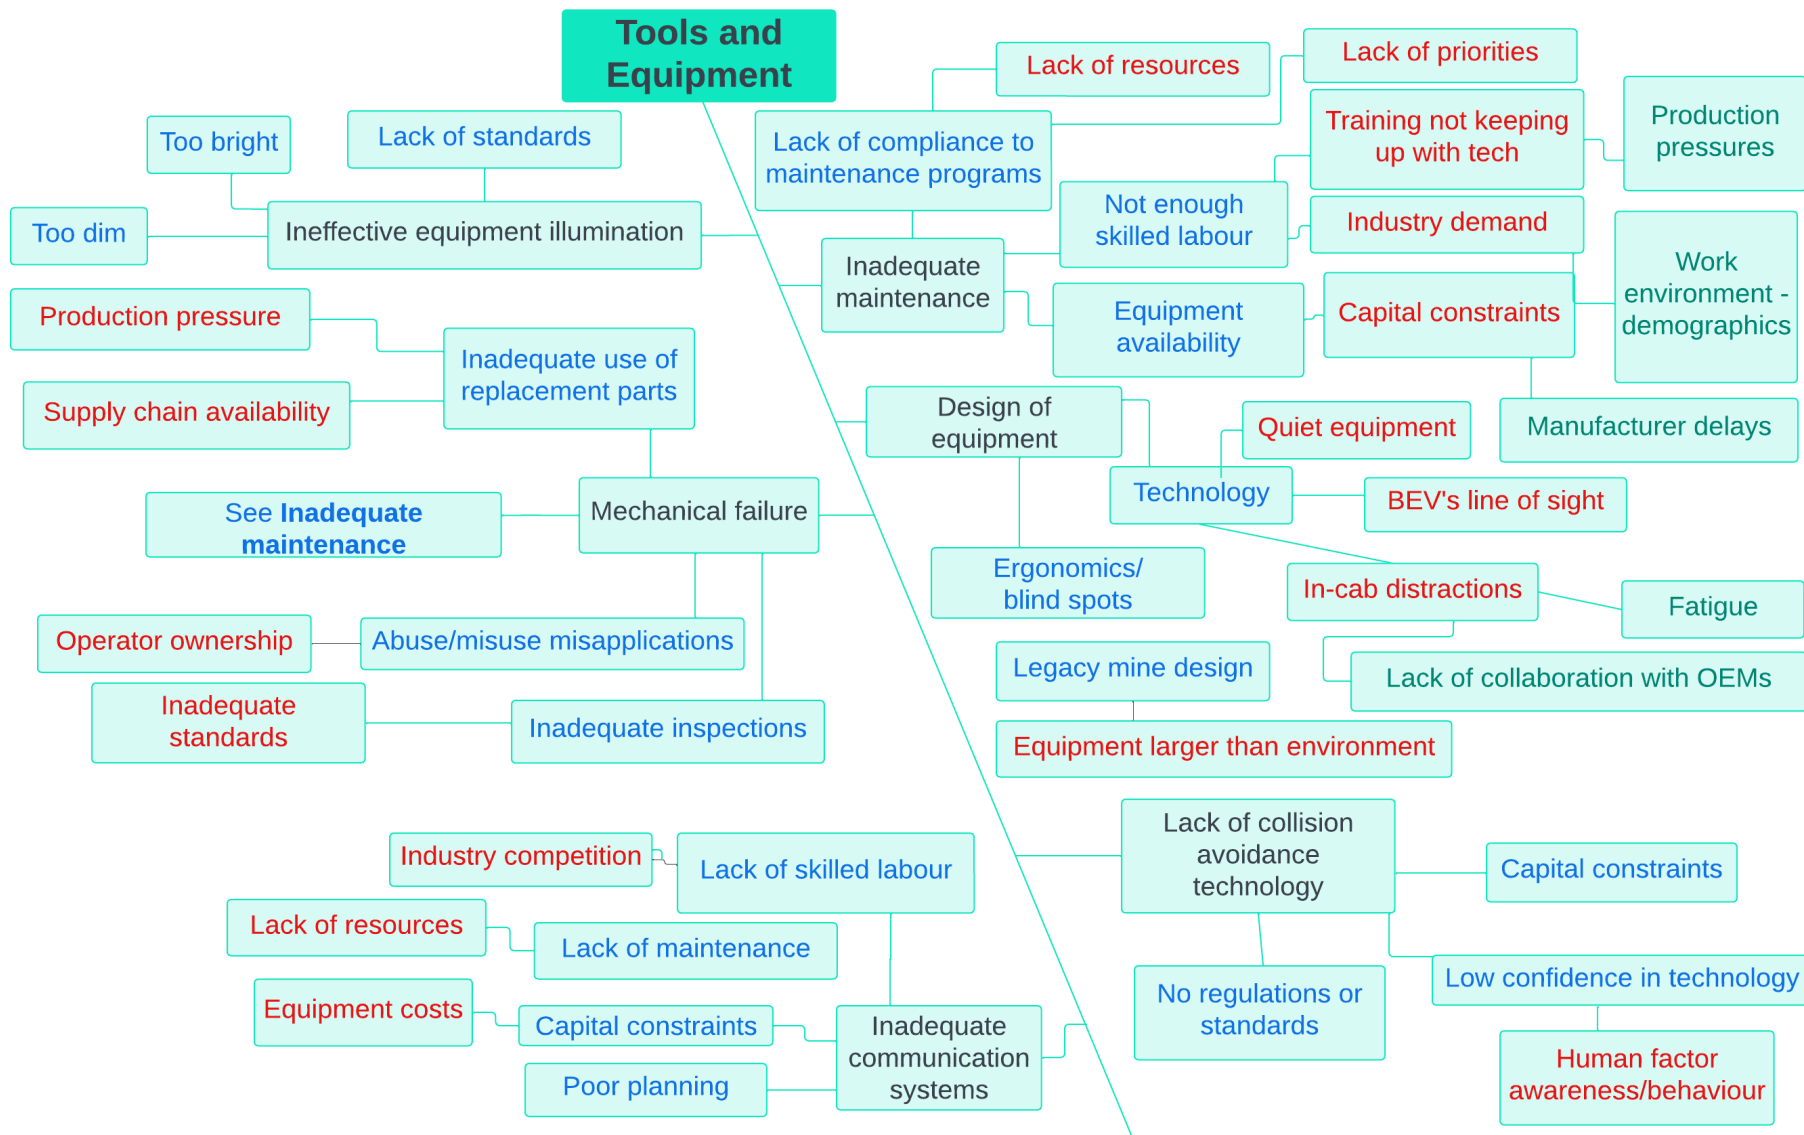 Tools and
Equipment
Lack of resources
Lack of priorities
Too bright
Lack of standards
Lack of compliance to
maintenance programs
Training not keeping
up with tech
Production
pressures
Too dim
Ineffective equipment illumination
Not enough
skilled labour
Industry demand
Inadequate
maintenance
Work
environment -
demographics
Production pressure
Equipment
availability
Capital constraints
Inadequate use of
replacement parts
Supply chain availability
Design of
equipment
Quiet equipment
Manufacturer delays
See Inadequate
maintenance
Mechanical failure
Technology
BEV's line of sight
Ergonomics/
blind spots
In-cab distractions
Fatigue
Operator ownership
Abuse/misuse misapplications
Legacy mine design
Lack of collaboration with OEMs
Inadequate
standards
Inadequate inspections
Equipment larger than environment
Industry competition
Lack of skilled labour
Lack of collision
avoidance
technology
Capital constraints
Lack of resources
Lack of maintenance
Low confidence in technology
Equipment costs
Capital constraints
Inadequate
communication
systems
No regulations or
standards
Poor planning
Human factor
awareness/behaviour